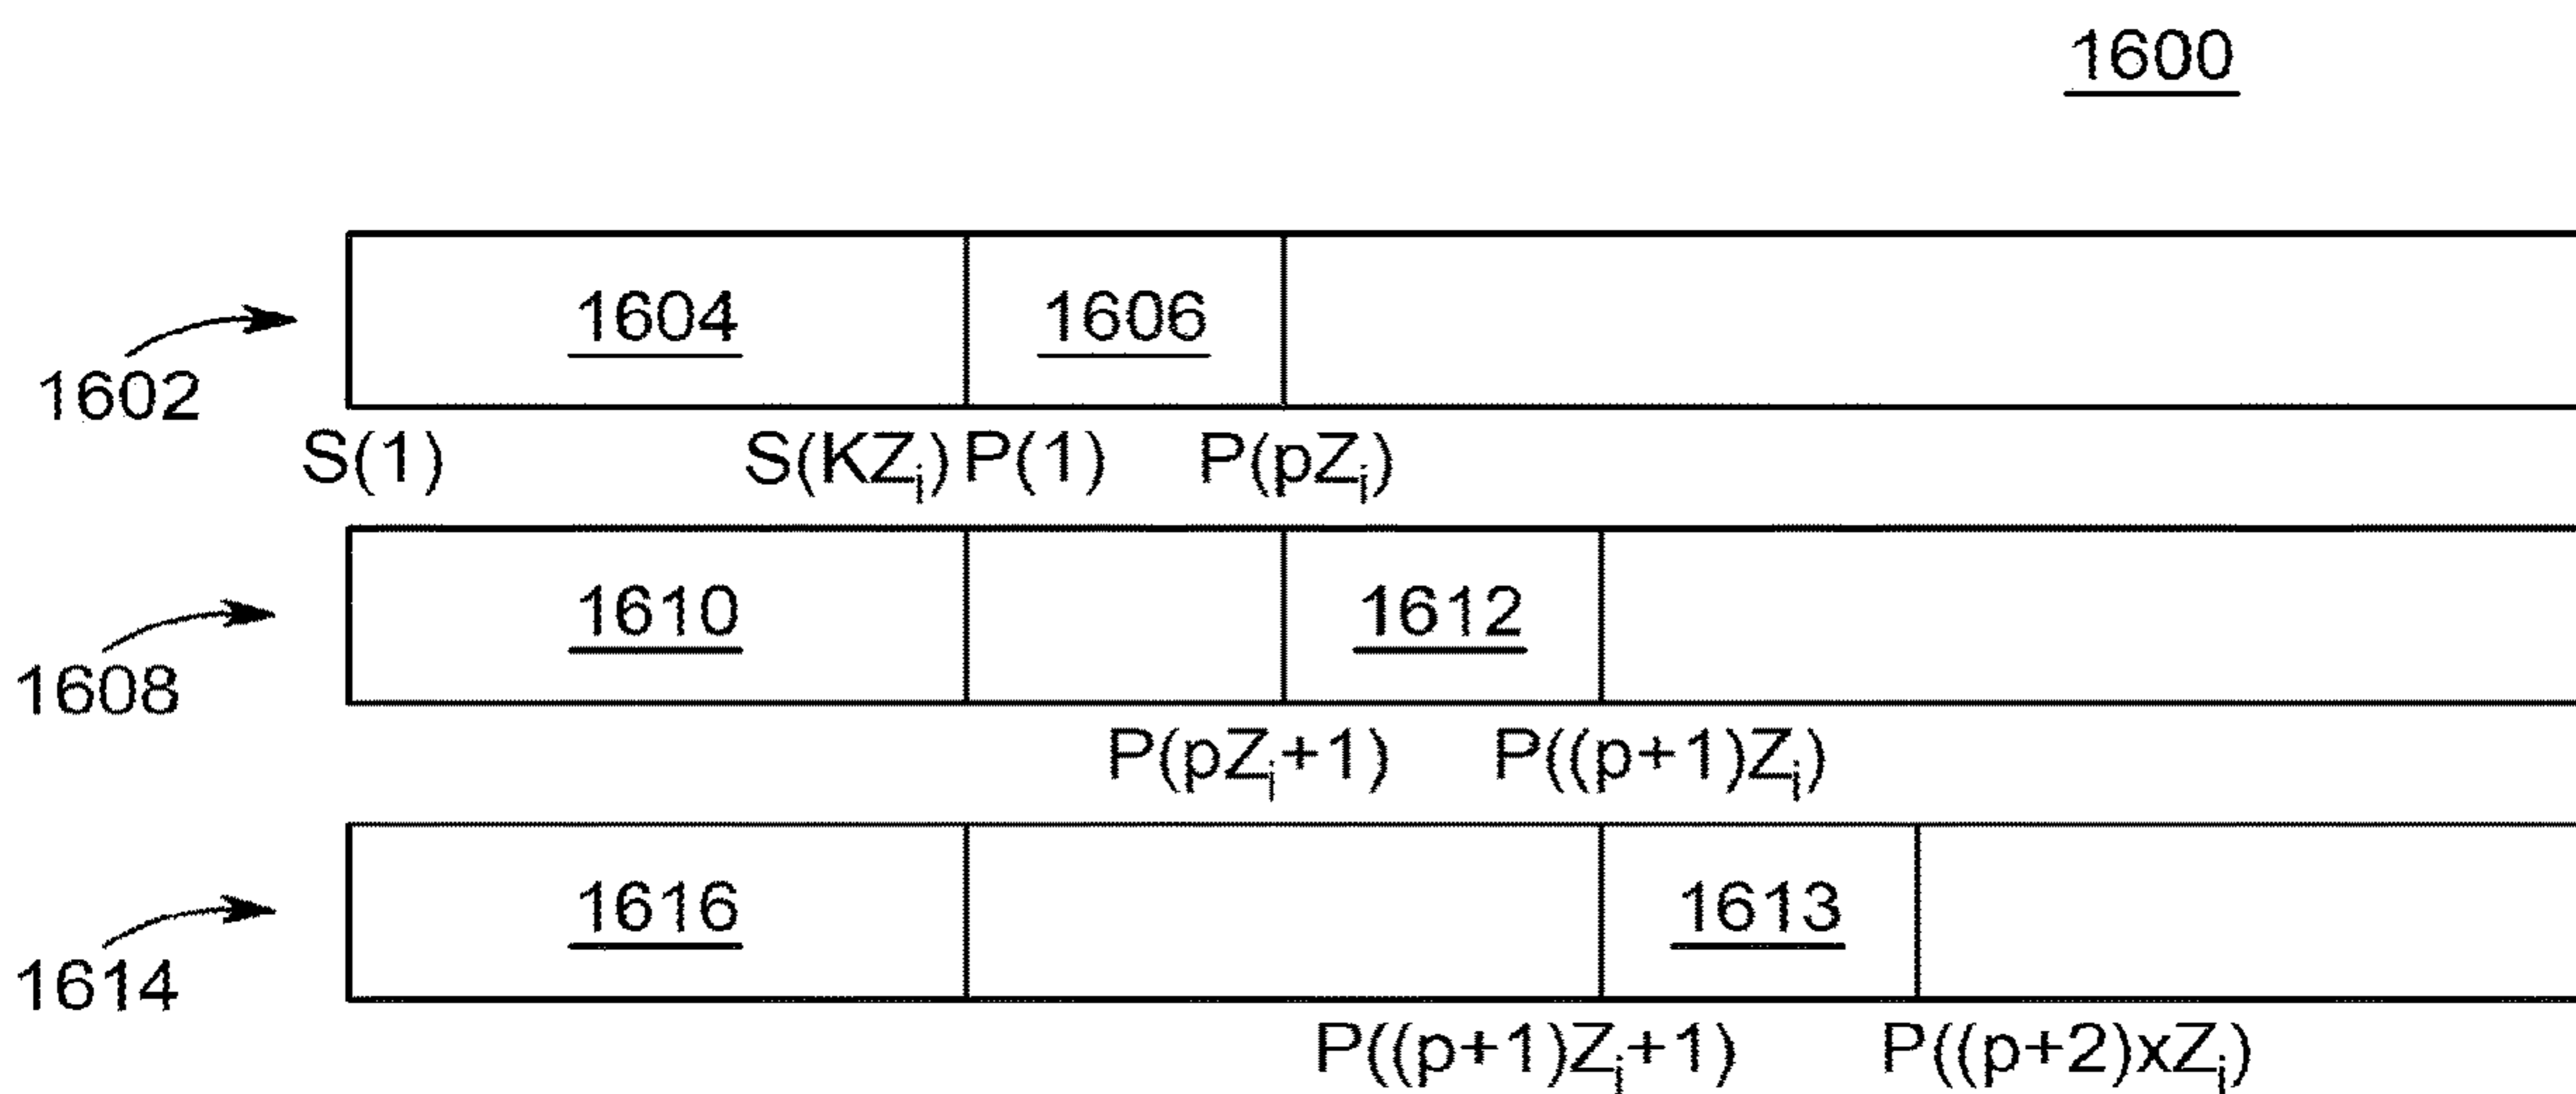 1600
1604 1606
1602
S(1) S(KZi) P(1) P(pZi)
1610 1612
1608
P(pZi+1) P((p+1)Zi)
1616 1613
1614
P((p+1)Zi+1) P((p+2)xZi)